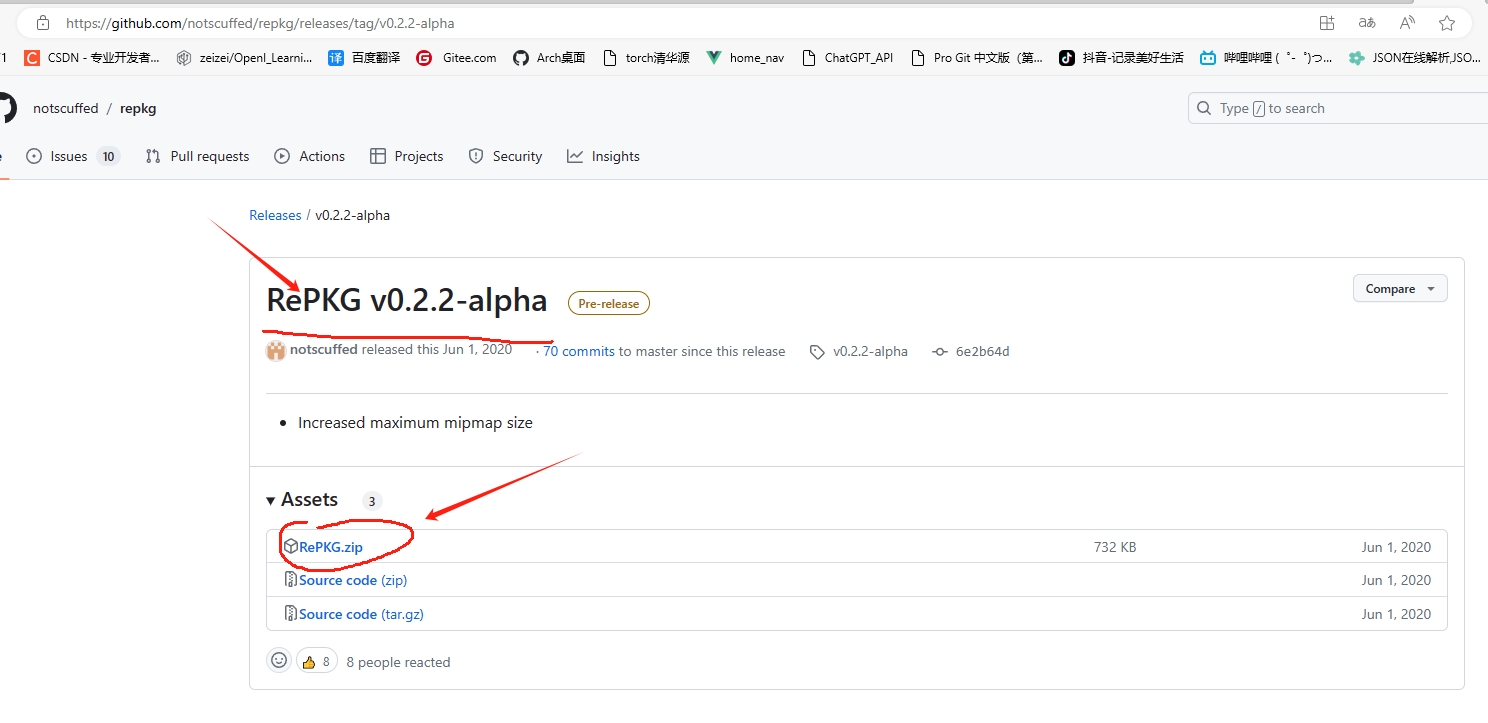 https://github.com/notscuffed/repkg/releases/tag/v0.2.2-alpha
CSDN - 专业开发者... zeizei/OpenI_Learni... 百度翻译 Gitee.com Arch桌面 torch清华源 home_nav ChatGPT_API Pro Git 中文版（第... 抖音-记录美好生活 哔哩哔哩 ( ゜- ゜)つ... JSON在线解析,JSO...
notscuffed / repkg Type / to search
Issues 10 Pull requests Actions Projects Security Insights
Releases / v0.2.2-alpha
RePKG v0.2.2-alpha Pre-release Compare
notscuffed released this Jun 1, 2020 · 70 commits to master since this release v0.2.2-alpha 6e2b64d
• Increased maximum mipmap size
Assets 3
RePKG.zip 732 KB Jun 1, 2020
Source code (zip) Jun 1, 2020
Source code (tar.gz) Jun 1, 2020
8 8 people reacted